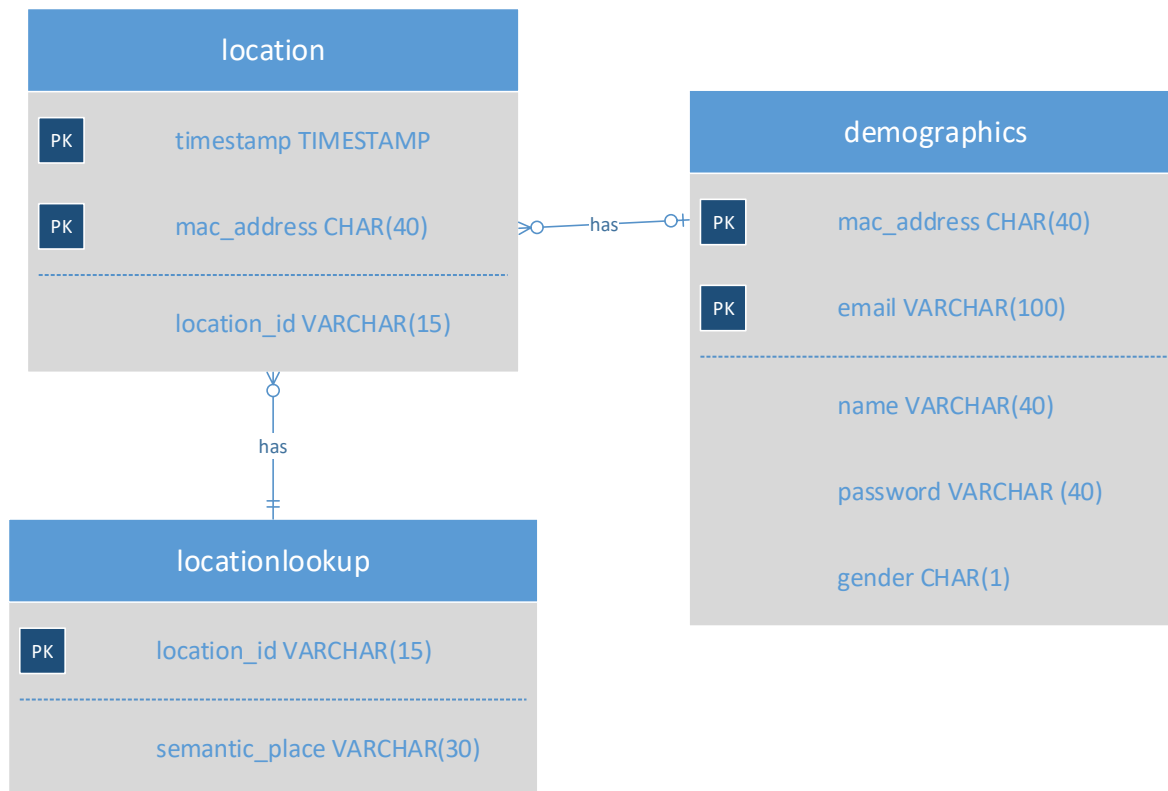 location
PK timestamp TIMESTAMP
PK mac_address CHAR(40)
location_id VARCHAR(15)
has
demographics
PK mac_address CHAR(40)
PK email VARCHAR(100)
name VARCHAR(40)
password VARCHAR (40)
gender CHAR(1)
has
locationlookup
PK location_id VARCHAR(15)
semantic_place VARCHAR(30)